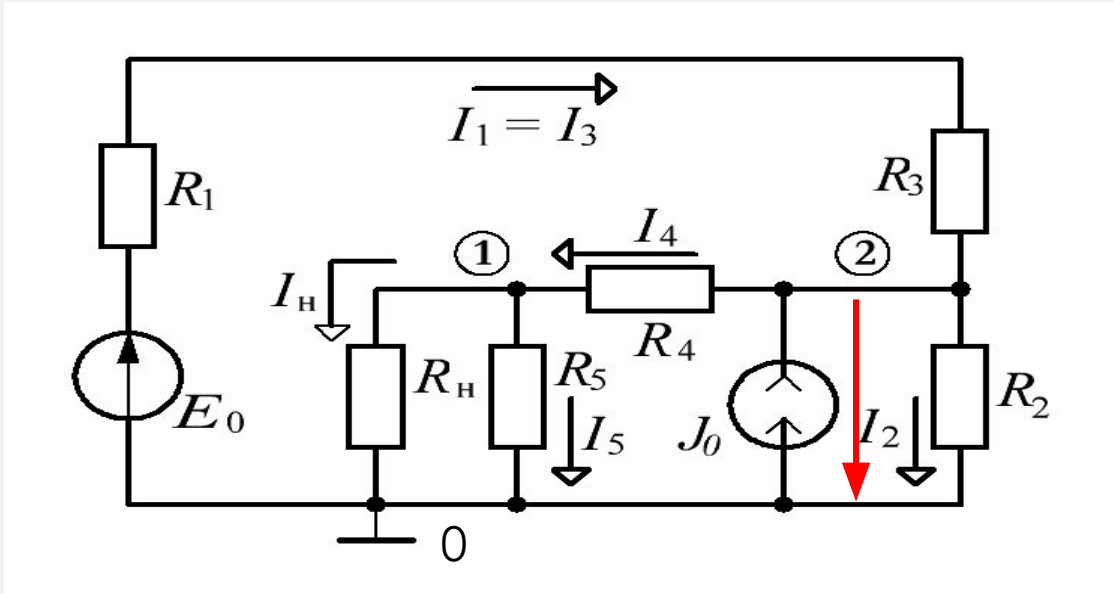 I₁ = I₃
R₁
R₃
I₄
①
②
Iн
R₄
Rн
R₅
R₂
E₀
J₀
I₂
I₅
0